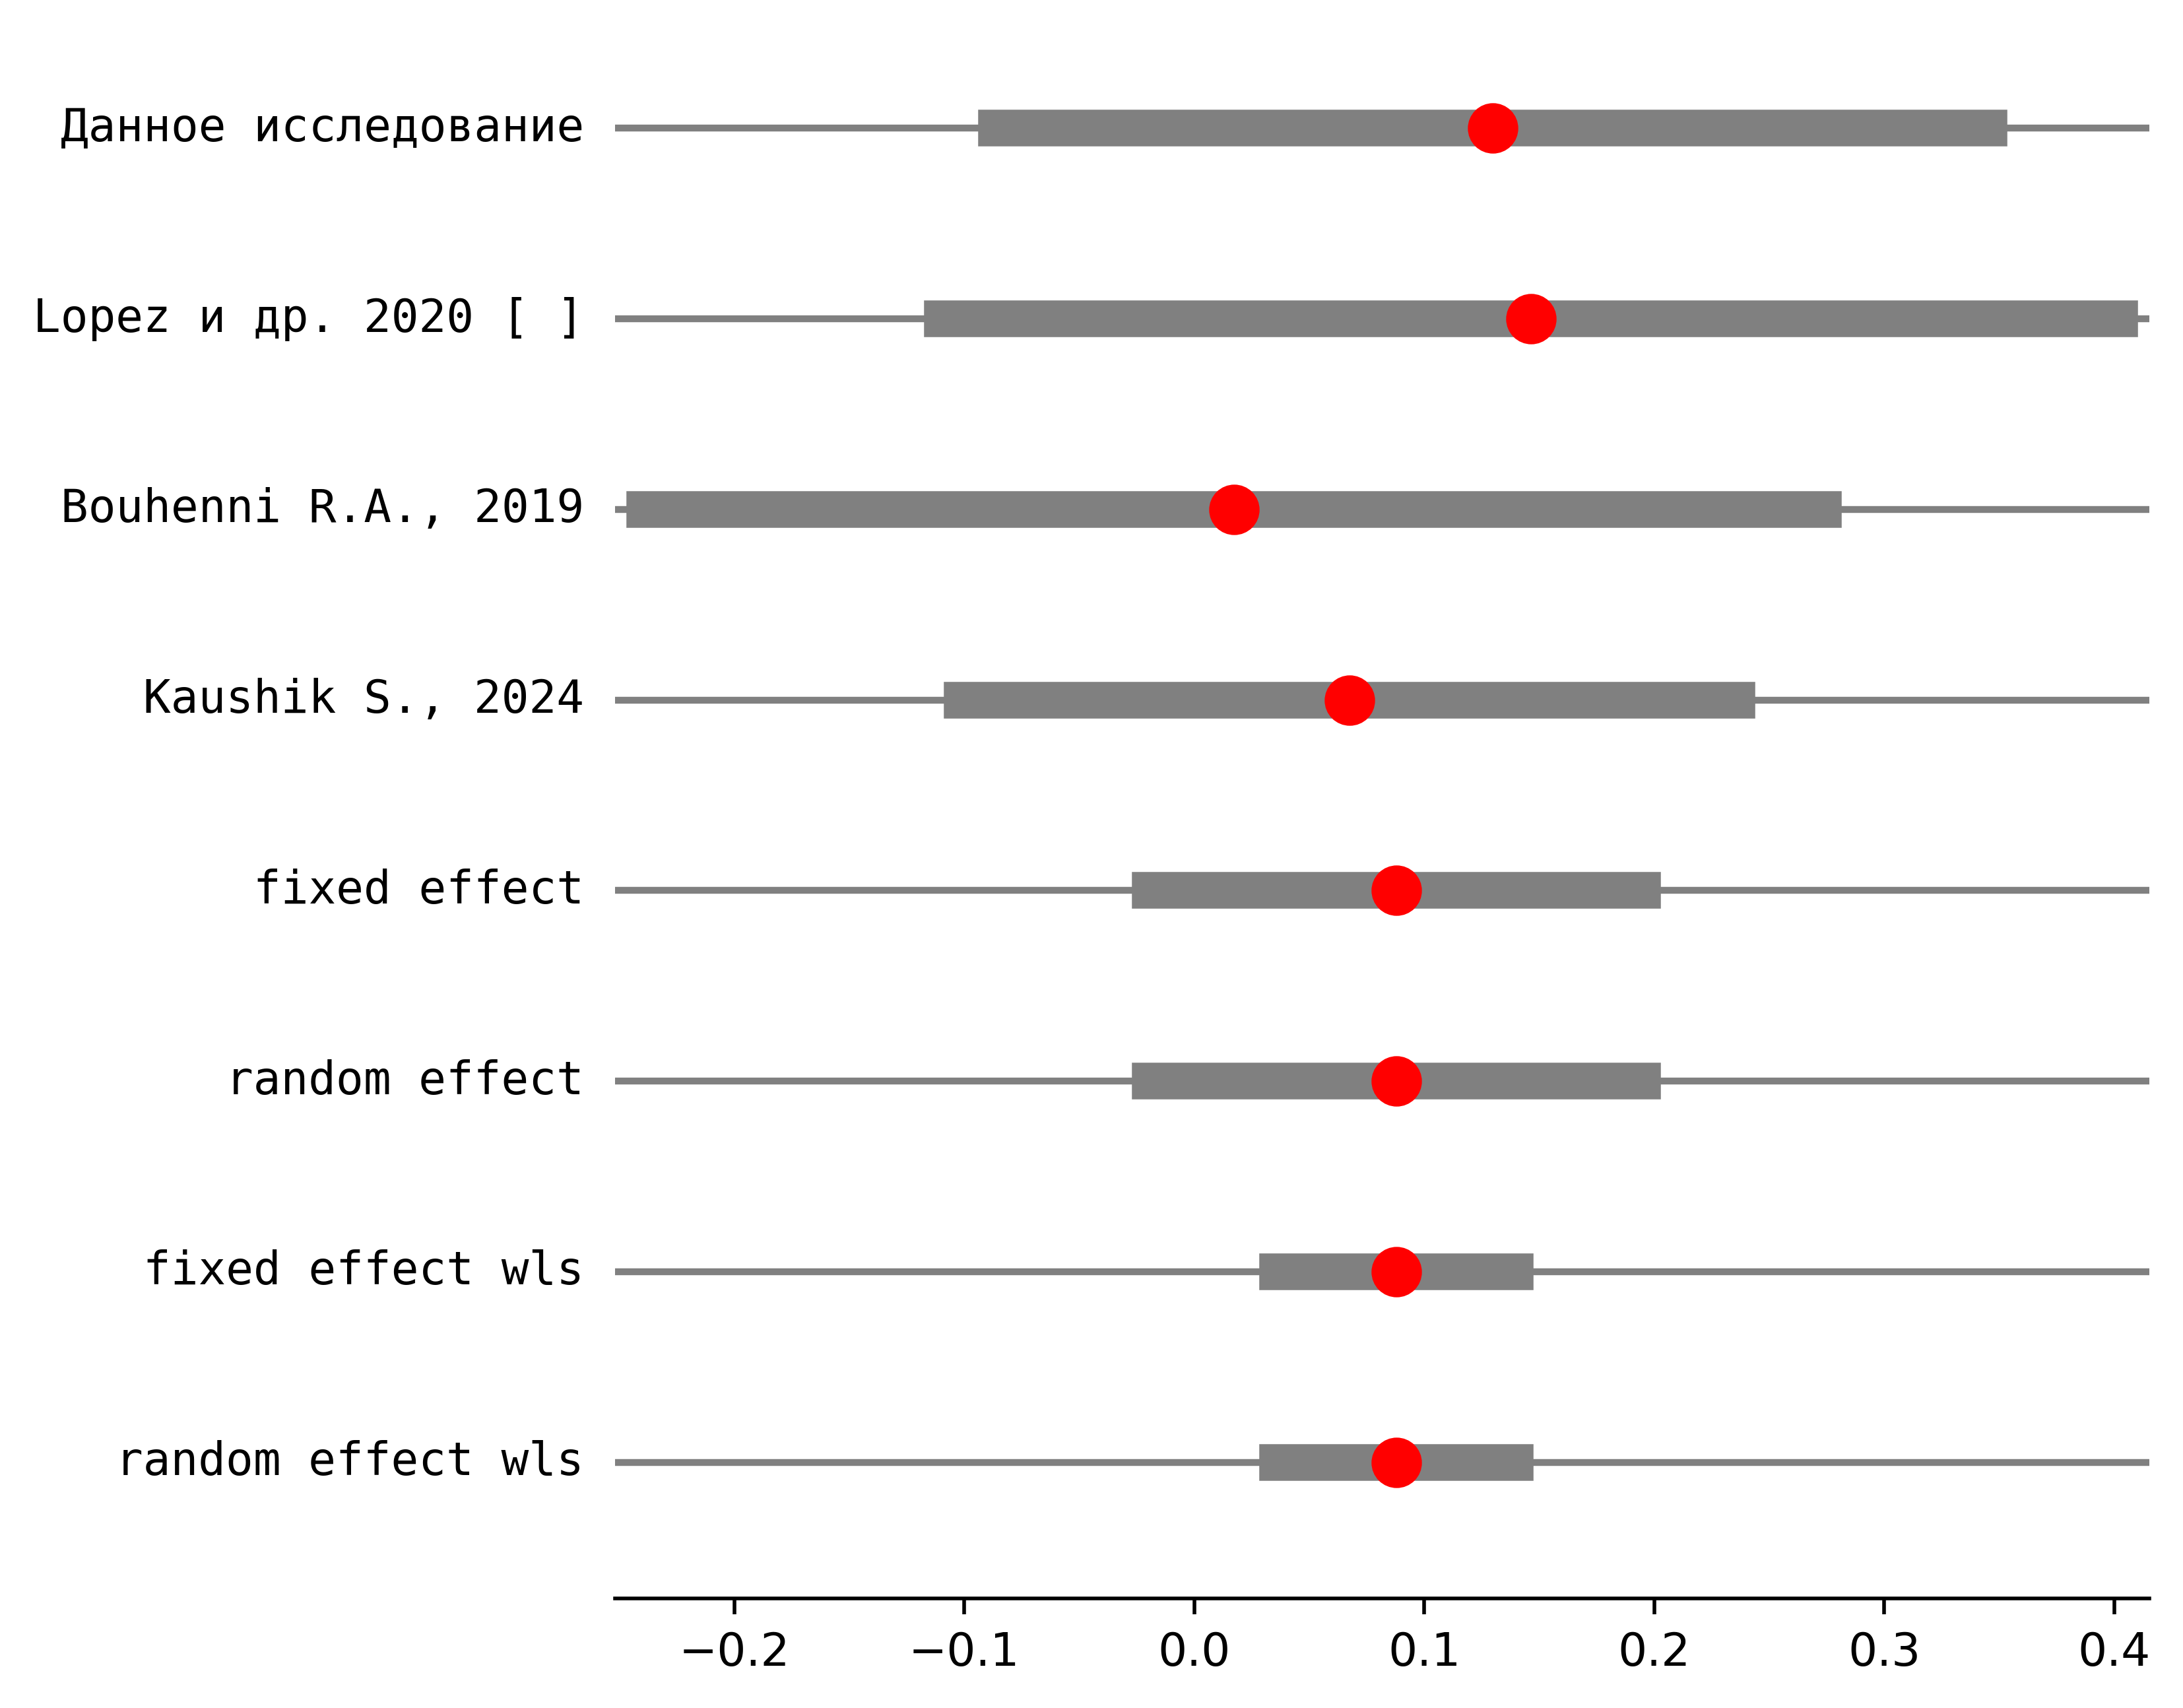 Данное исследование
Lopez и др. 2020 [ ]
Bouhenni R.A., 2019
Kaushik S., 2024
fixed effect
random effect
fixed effect wls
random effect wls
−0.2 −0.1 0.0 0.1 0.2 0.3 0.4